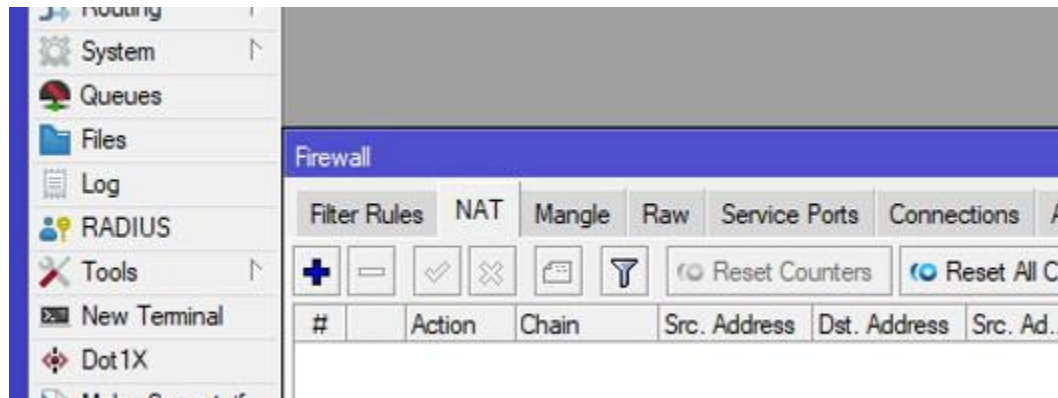 Routing
System
Queues
Files
Log
RADIUS
Tools
New Terminal
Dot1X
Firewall
Filter Rules NAT Mangle Raw Service Ports Connections
Reset Counters Reset All C
# Action Chain Src. Address Dst. Address Src. Ad..